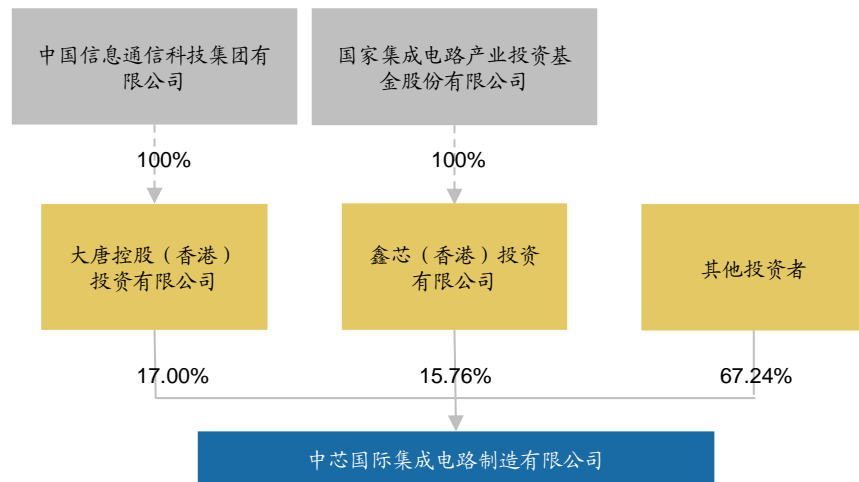 中国信息通信科技集团有
限公司
国家集成电路产业投资基
金股份有限公司
100%
100%
大唐控股（香港）
投资有限公司
鑫芯（香港）投资
有限公司
其他投资者
17.00%
15.76%
67.24%
中芯国际集成电路制造有限公司